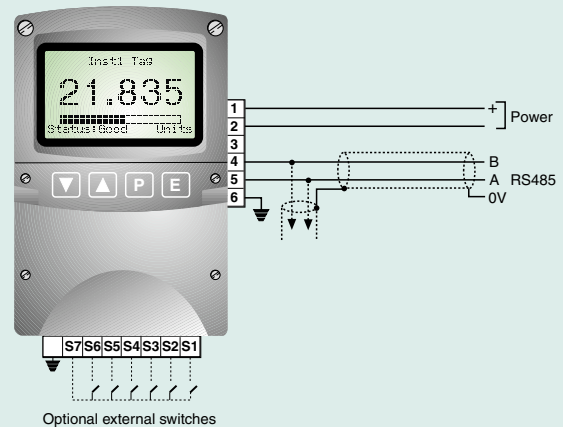 Inst1 Tag
21.835
Status:Good Units
P E
1
2
3
4
5
6
+
–
Power
B
A RS485
0V
S7 S6 S5 S4 S3 S2 S1
Optional external switches